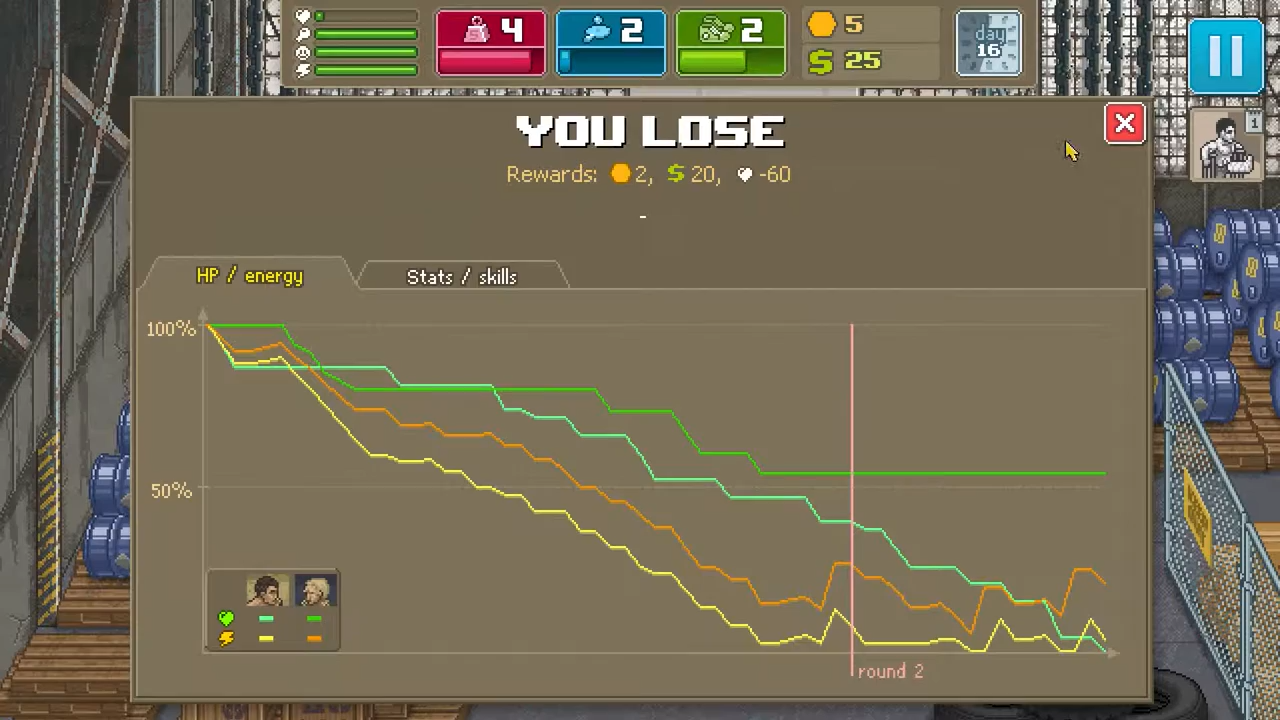 4
2
2
5
$ 25
day
16
1
YOU LOSE
Rewards: 2, $ 20, -60
-
HP / energy
Stats / skills
100%
50%
round 2